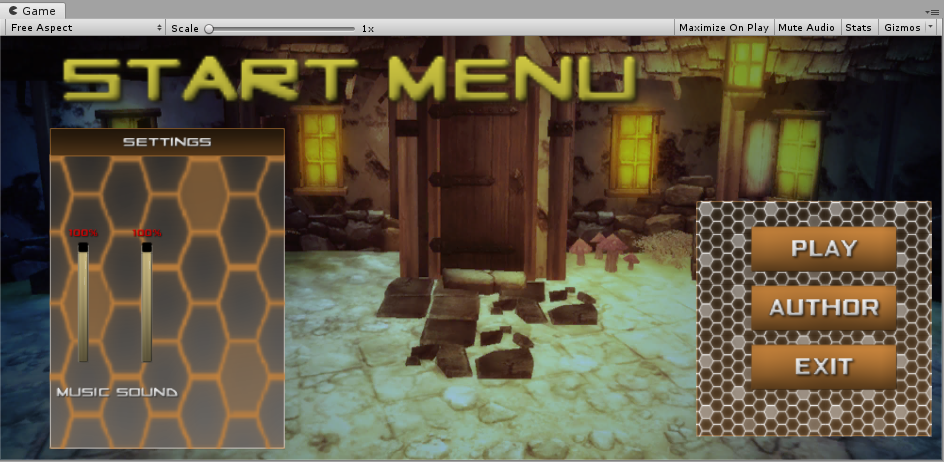 Game
Free Aspect
Scale
1x
Maximize On Play
Mute Audio
Stats
Gizmos
START MENU
SETTINGS
100% 100%
MUSIC SOUND
PLAY
AUTHOR
EXIT